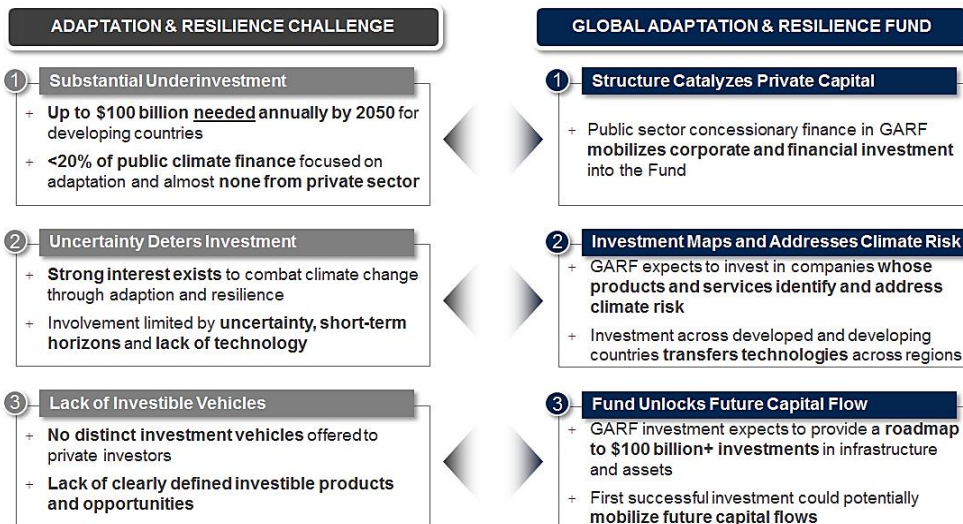 ADAPTATION & RESILIENCE CHALLENGE
1 Substantial Underinvestment
+ Up to $100 billion needed annually by 2050 for
developing countries
+ <20% of public climate finance focused on
adaptation and almost none from private sector
2 Uncertainty Deters Investment
+ Strong interest exists to combat climate change
through adaption and resilience
+ Involvement limited by uncertainty, short-term
horizons and lack of technology
3 Lack of Investible Vehicles
+ No distinct investment vehicles offered to
private investors
+ Lack of clearly defined investible products
and opportunities
GLOBAL ADAPTATION & RESILIENCE FUND
1 Structure Catalyzes Private Capital
+ Public sector concessionary finance in GARF
mobilizes corporate and financial investment
into the Fund
2 Investment Maps and Addresses Climate Risk
+ GARF expects to invest in companies whose
products and services identify and address
climate risk
+ Investment across developed and developing
countries transfers technologies across regions
3 Fund Unlocks Future Capital Flow
+ GARF investment expects to provide a roadmap
to $100 billion+ investments in infrastructure
and assets
+ First successful investment could potentially
mobilize future capital flows